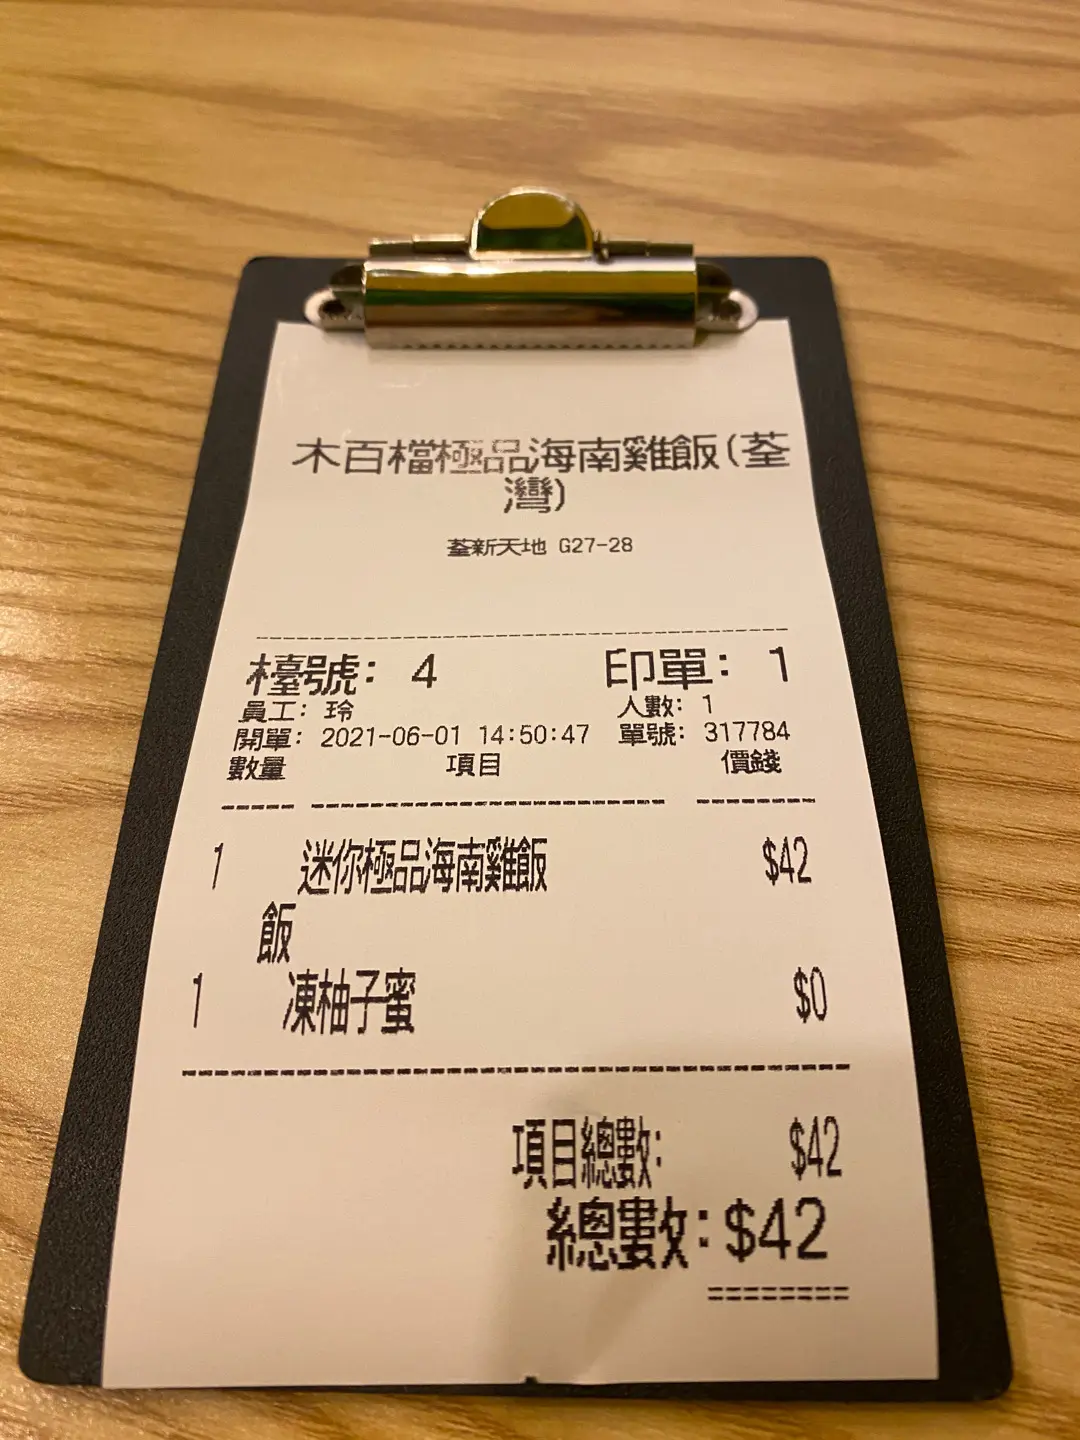 木百檔極品海南雞飯(荃
灣)
荃新天地 G27-28
檯號: 4 印單: 1
員工: 玲 人數: 1
開單: 2021-06-01 14:50:47 單號: 317784
數量 項目 價錢
1 迷你極品海南雞飯 $42
飯
1 凍柚子蜜 $0
項目總數: $42
總數: $42